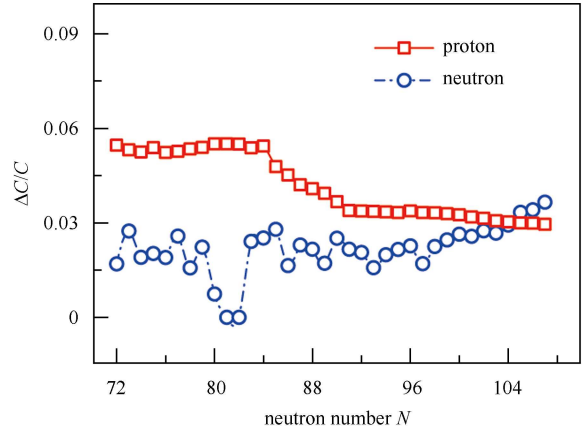 0.09
proton
neutron
0.06
ΔC/C
0.03
0
72 80 88 96 104
neutron number N